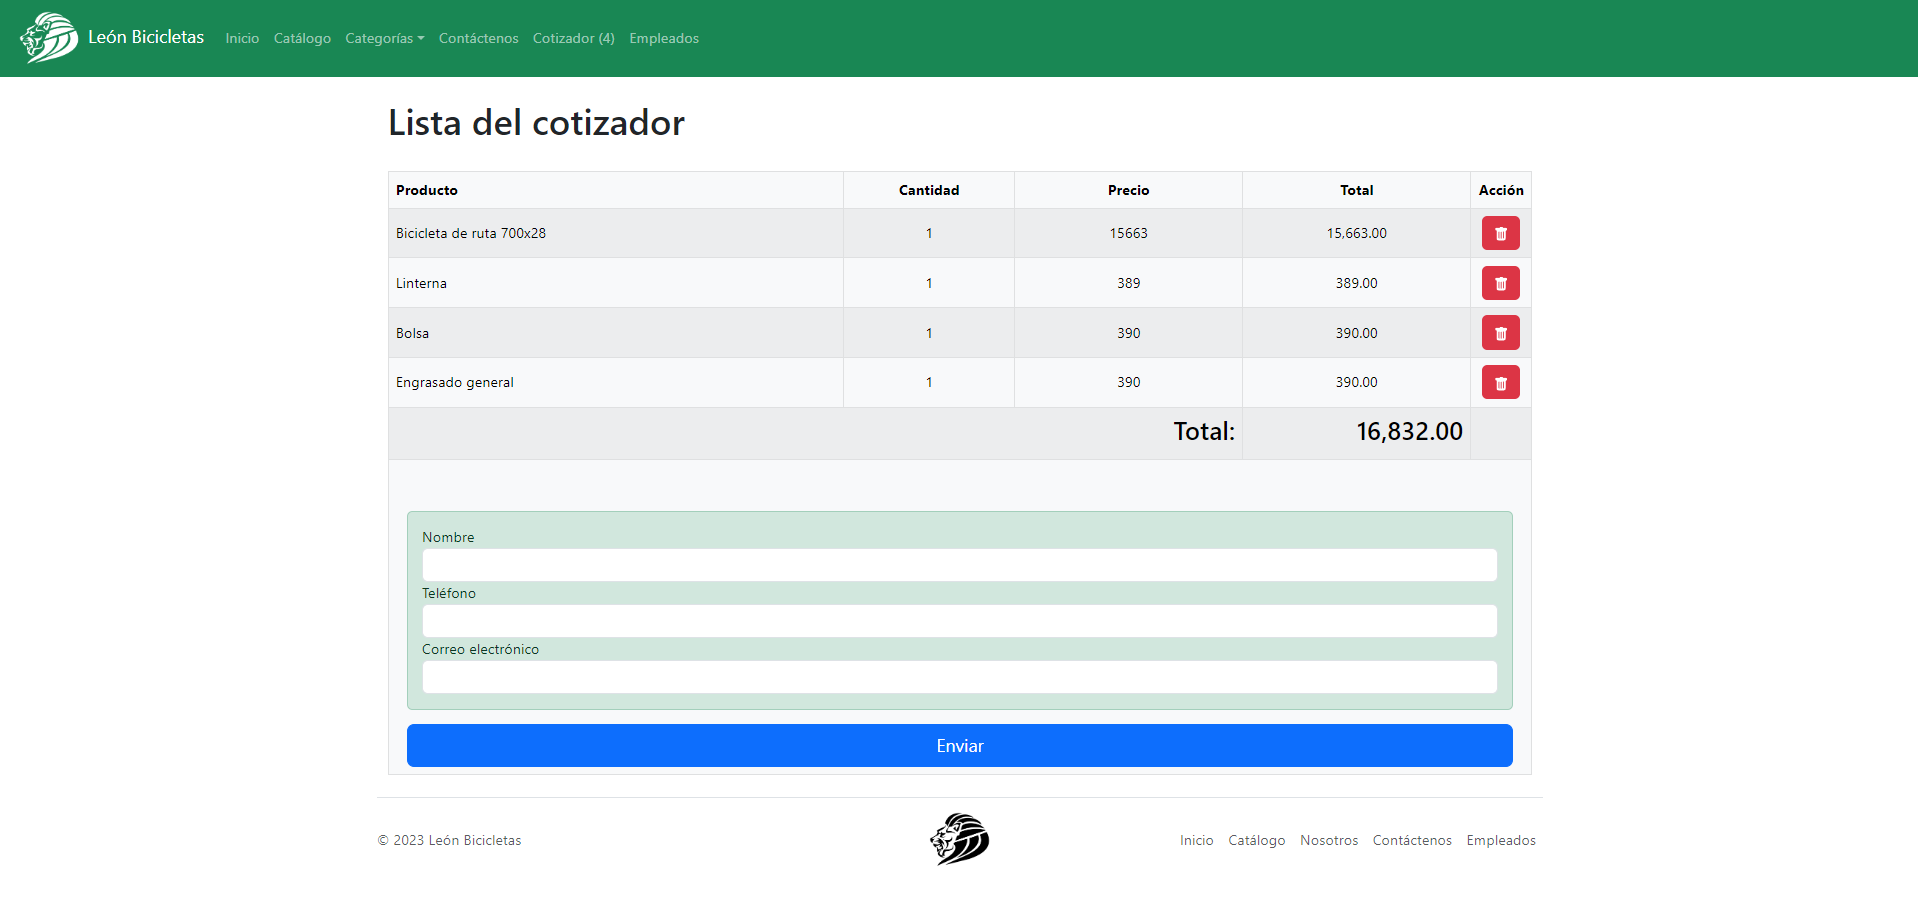 León Bicicletas Inicio Catálogo Categorías Contáctenos Cotizador (4) Empleados
Lista del cotizador
Producto Cantidad Precio Total Acción
Bicicleta de ruta 700x28 1 15663 15,663.00
Linterna 1 389 389.00
Bolsa 1 390 390.00
Engrasado general 1 390 390.00
Total: 16,832.00
Nombre
Teléfono
Correo electrónico
Enviar
© 2023 León Bicicletas Inicio Catálogo Nosotros Contáctenos Empleados